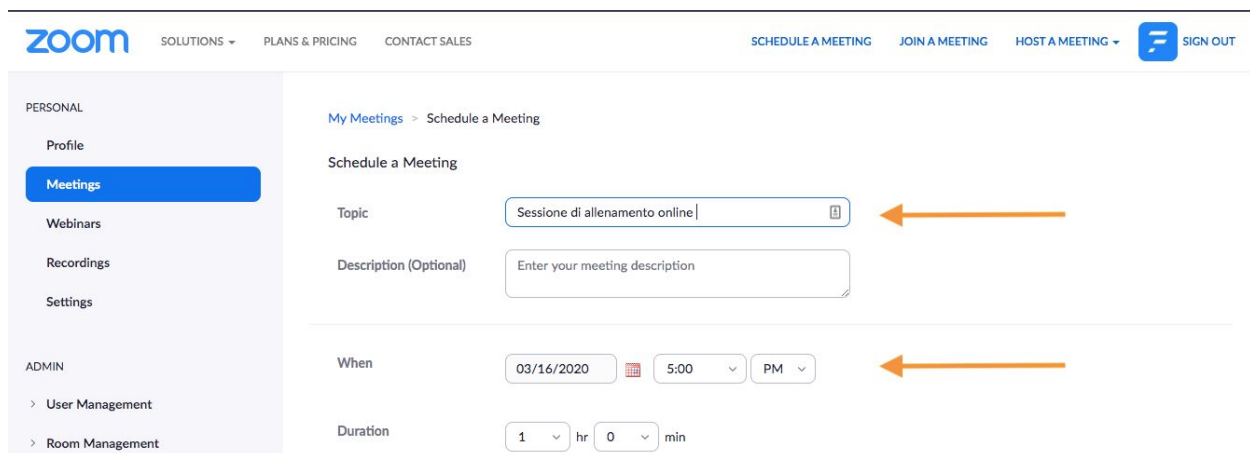 zoom SOLUTIONS PLANS & PRICING CONTACT SALES SCHEDULE A MEETING JOIN A MEETING HOST A MEETING SIGN OUT
PERSONAL
Profile
Meetings
Webinars
Recordings
Settings
ADMIN
User Management
Room Management
My Meetings > Schedule a Meeting
Schedule a Meeting
Topic Sessione di allenamento online
Description (Optional) Enter your meeting description
When 03/16/2020 5:00 PM
Duration 1 hr 0 min